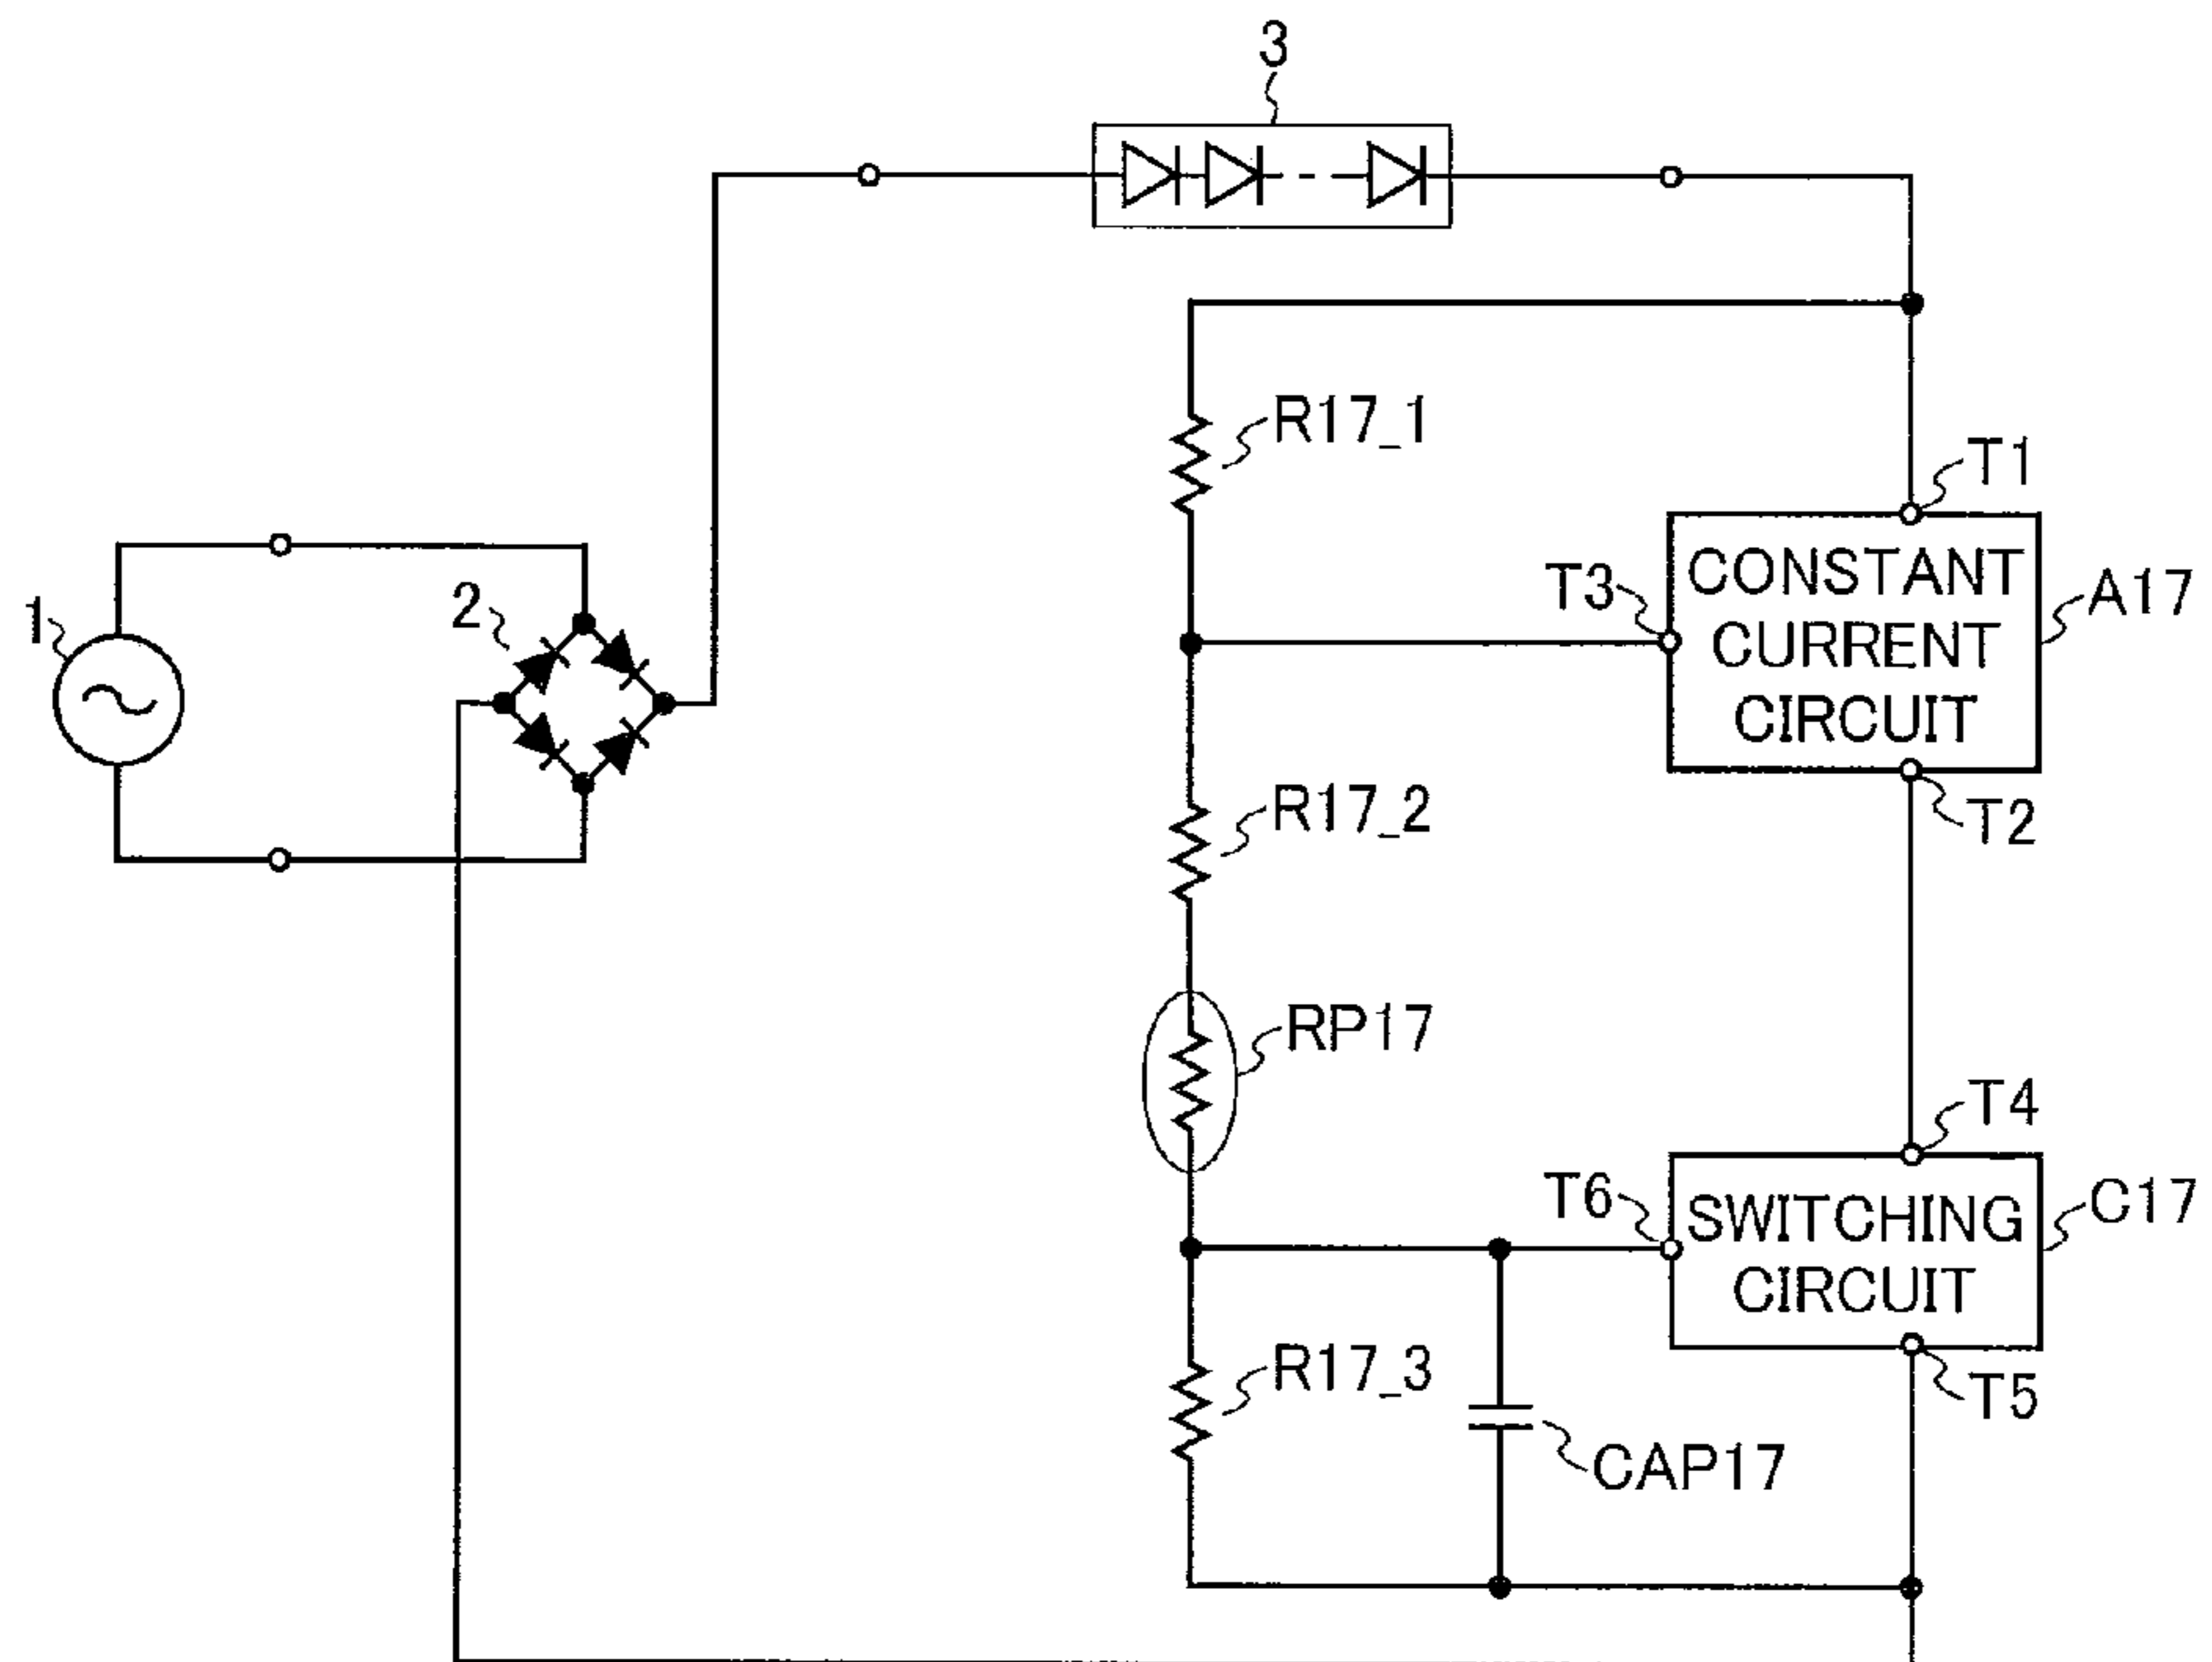 3
R17_1
T1
CONSTANT
CURRENT
CIRCUIT
T3
A17
1
2
T2
R17_2
RP17
T4
T6
SWITCHING
CIRCUIT
C17
R17_3
T5
CAP17